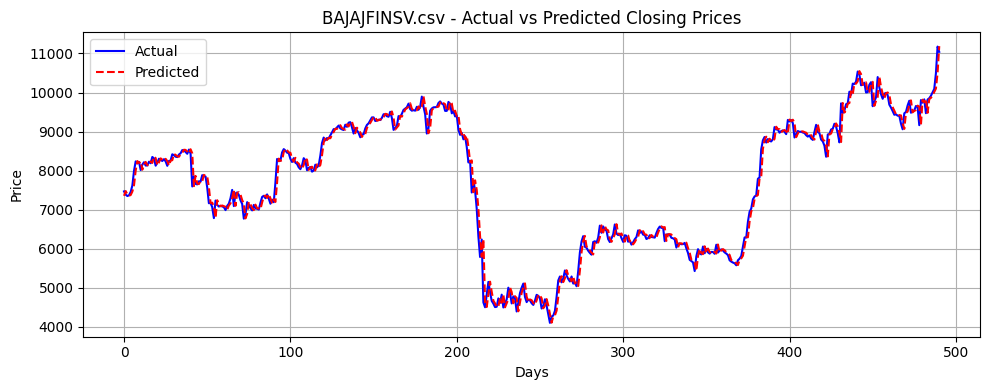 BAJAJFINSV.csv - Actual vs Predicted Closing Prices
Actual
Predicted
11000
10000
9000
8000
7000
6000
5000
4000
Price
0 100 200 300 400 500
Days